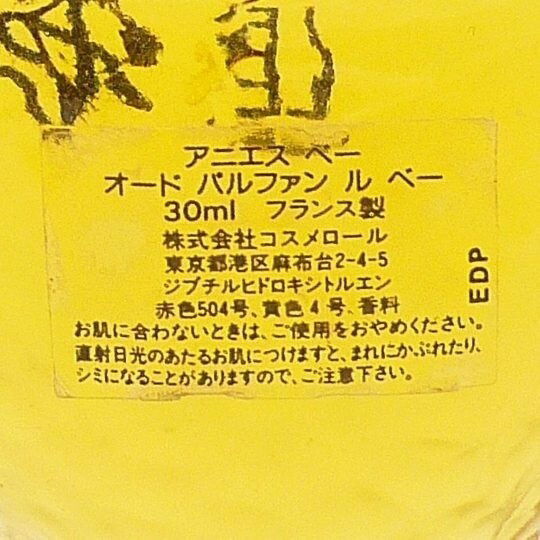 アニエス ベー
オード パルファン ル ベー
30ml フランス製
株式会社コスメロール
東京都港区麻布台2-4-5
ジブチルヒドロキシトルエン
赤色504号、黄色4号、香料
お肌に合わないときは、ご使用をおやめください。
直射日光のあたるお肌につけますと、まれにかぶれたり、
シミになることがありますので、ご注意下さい。
EDP